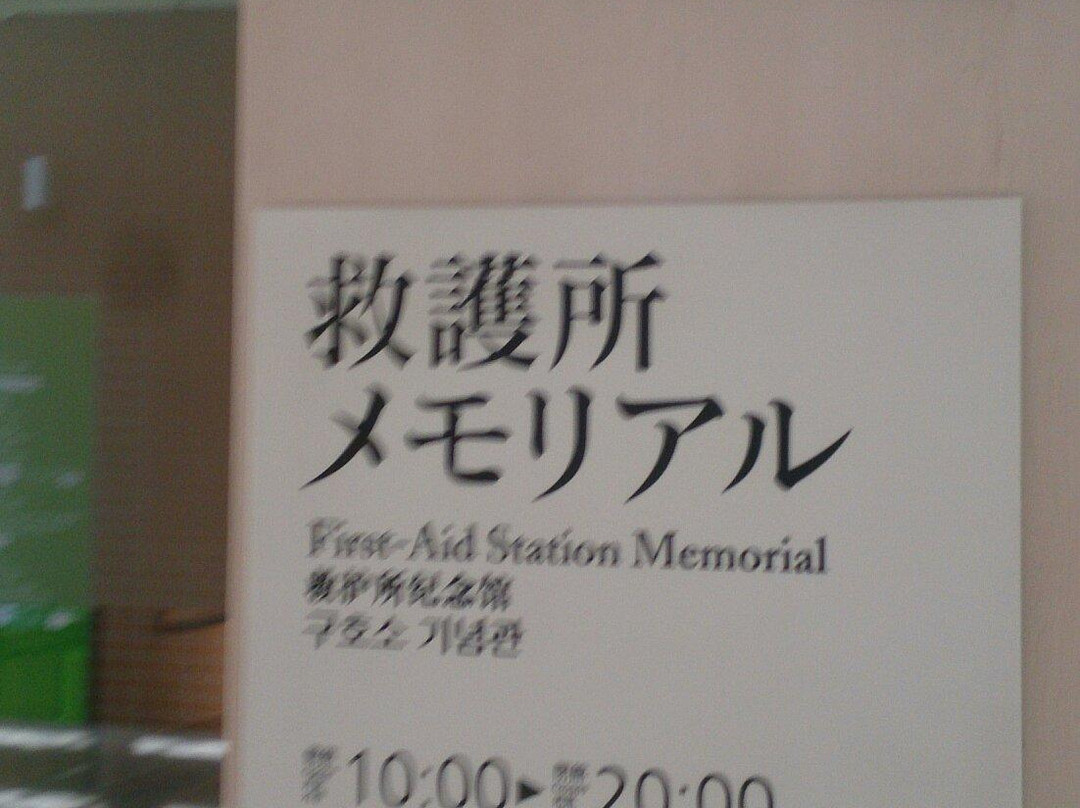 救護所
メモリアル
First-Aid Station Memorial
救护所纪念馆
구호소 기념관
10:00▶20:00